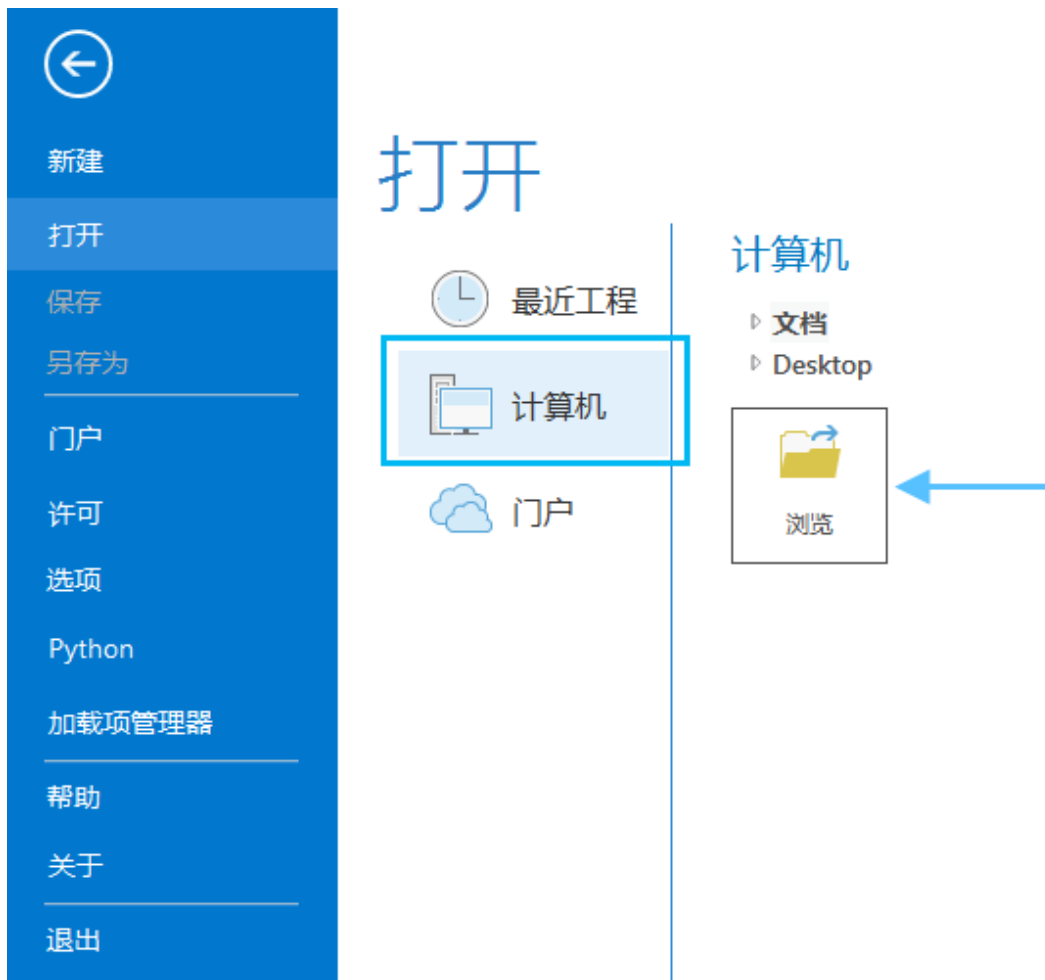 新建
打开
保存
另存为
门户
许可
选项
Python
加载项管理器
帮助
关于
退出
打开
最近工程
计算机
门户
计算机
文档
Desktop
浏览